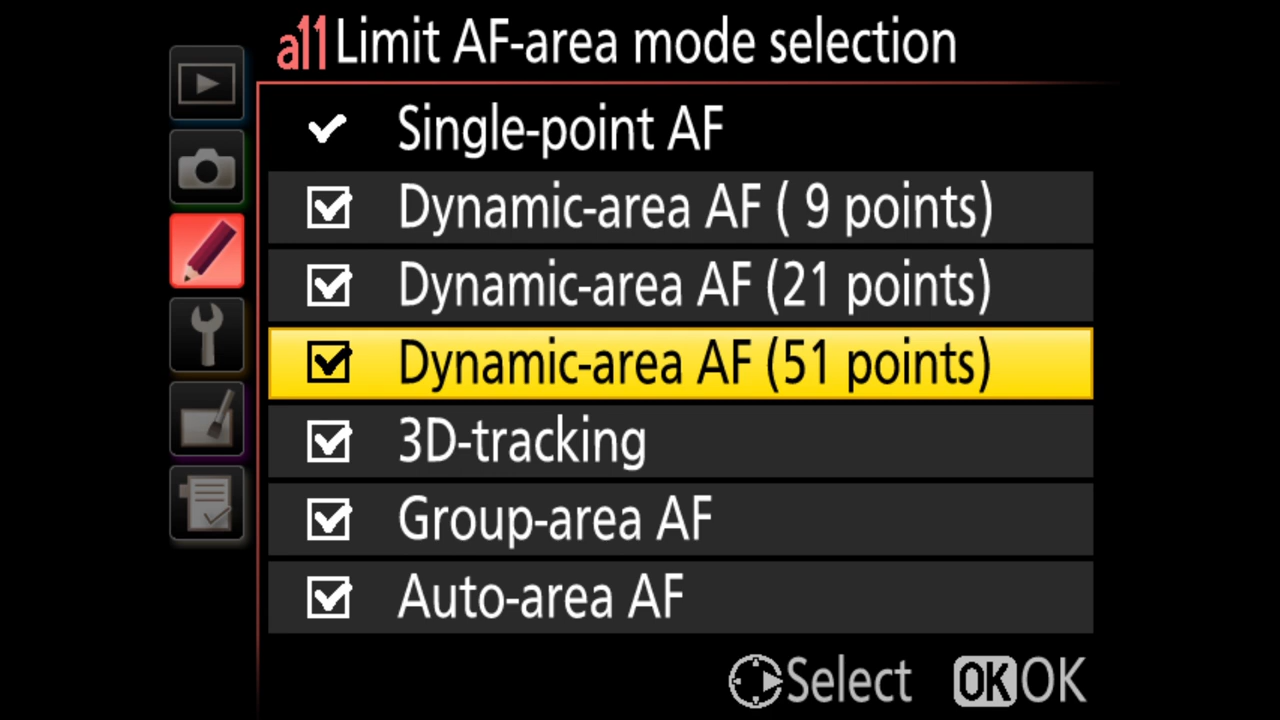 a11 Limit AF-area mode selection
Single-point AF
Dynamic-area AF ( 9 points)
Dynamic-area AF (21 points)
Dynamic-area AF (51 points)
3D-tracking
Group-area AF
Auto-area AF
Select OK OK